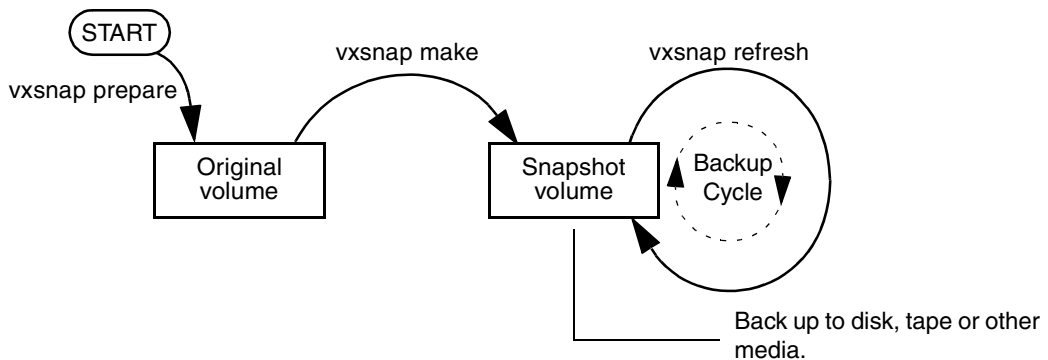 START
vxsnap prepare
vxsnap make
vxsnap refresh
Original
volume
Snapshot
volume
Backup
Cycle
Back up to disk, tape or other
media.